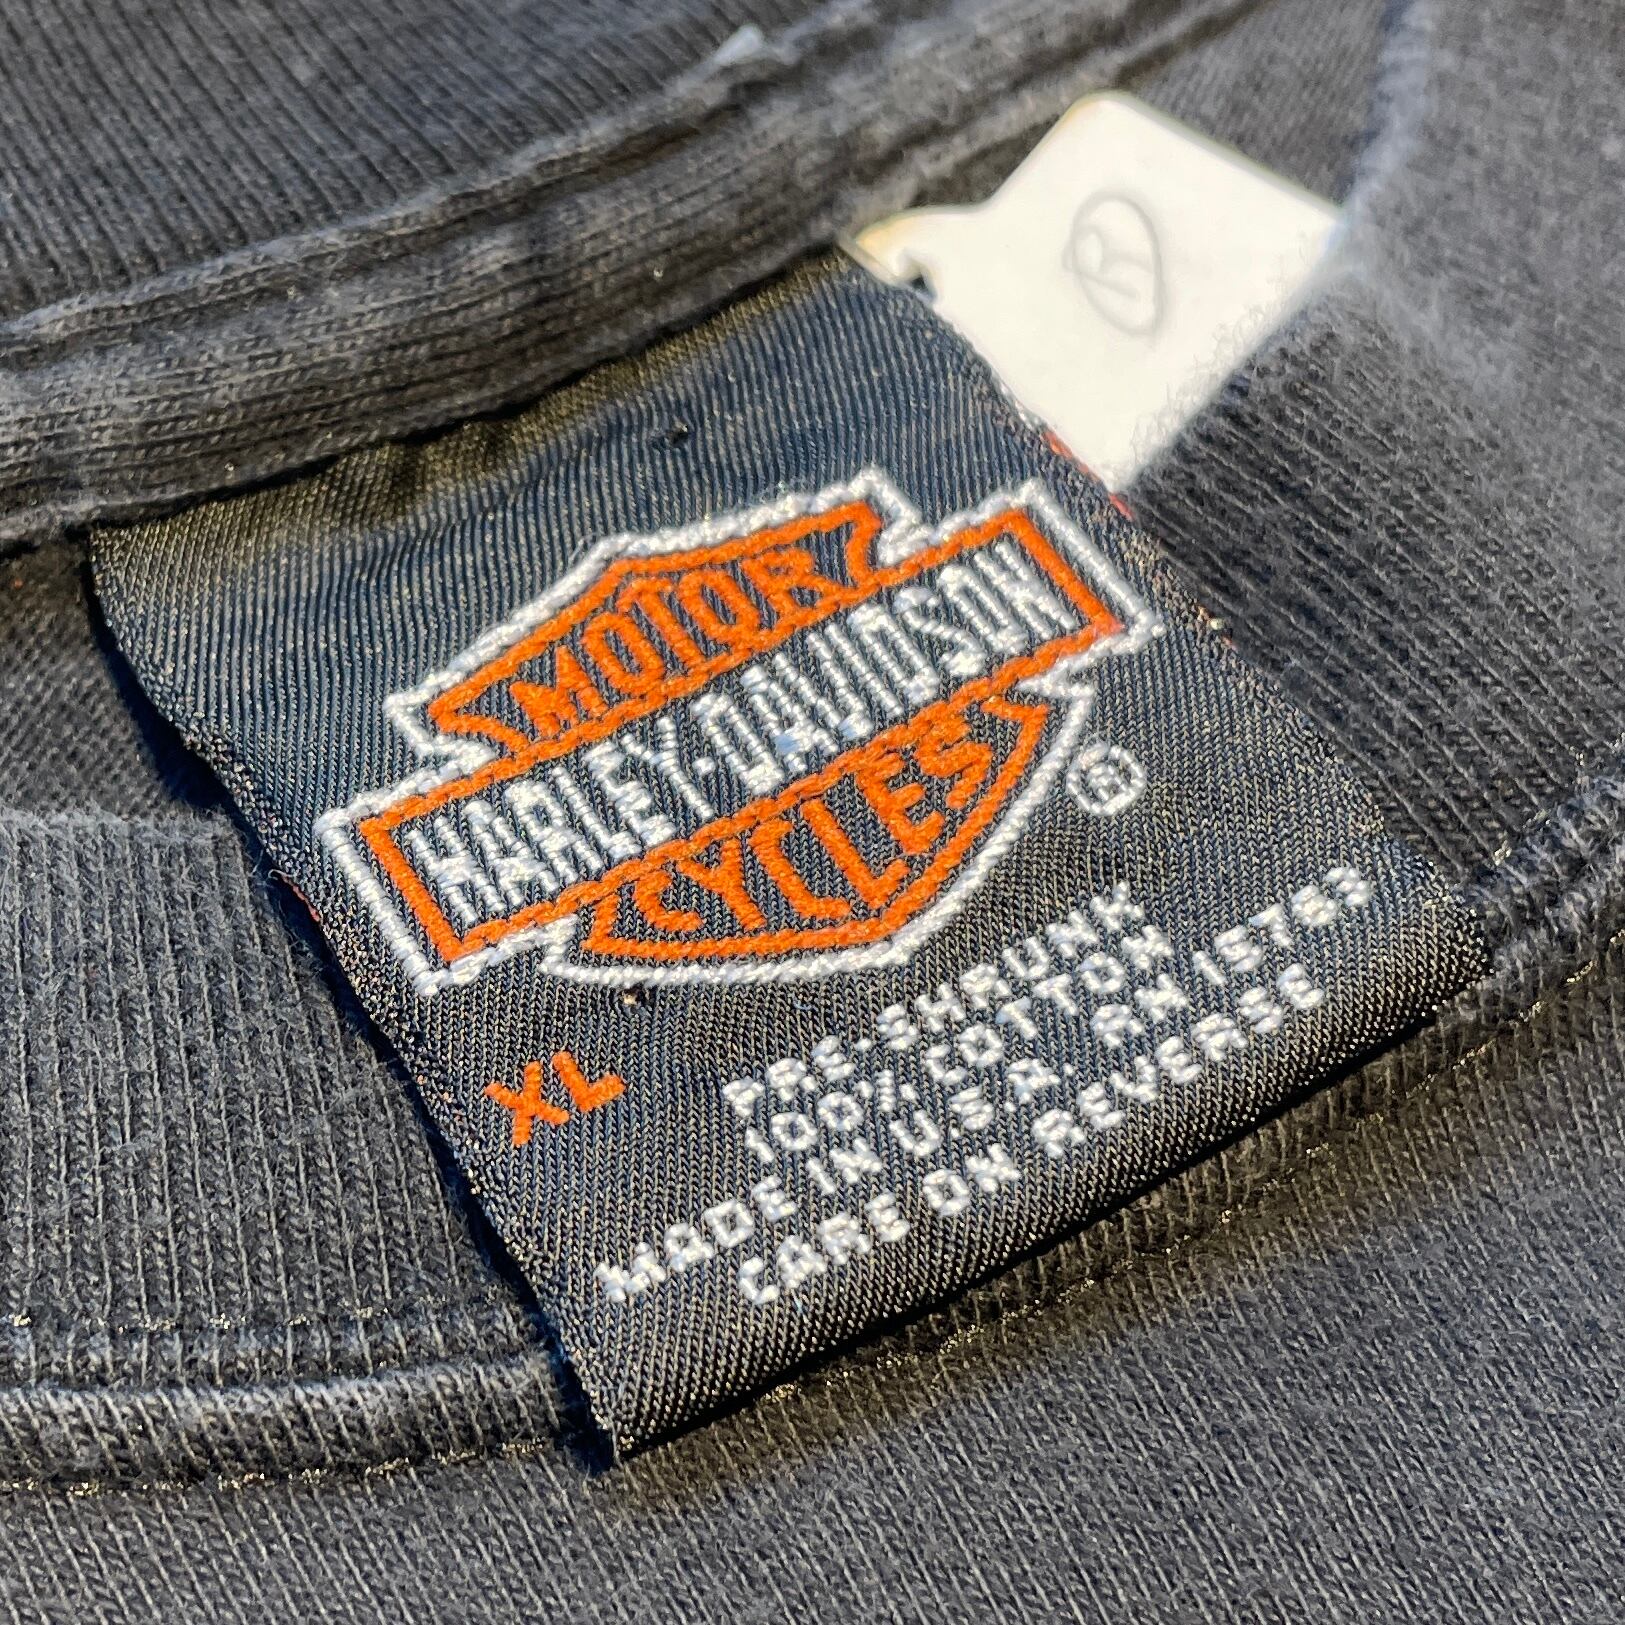 MOTOR
HARLEY-DAVIDSON
CYCLES
®
XL
PRE-SHRUNK
100% COTTON
MADE IN U.S.A. RN 15763
CARE ON REVERSE